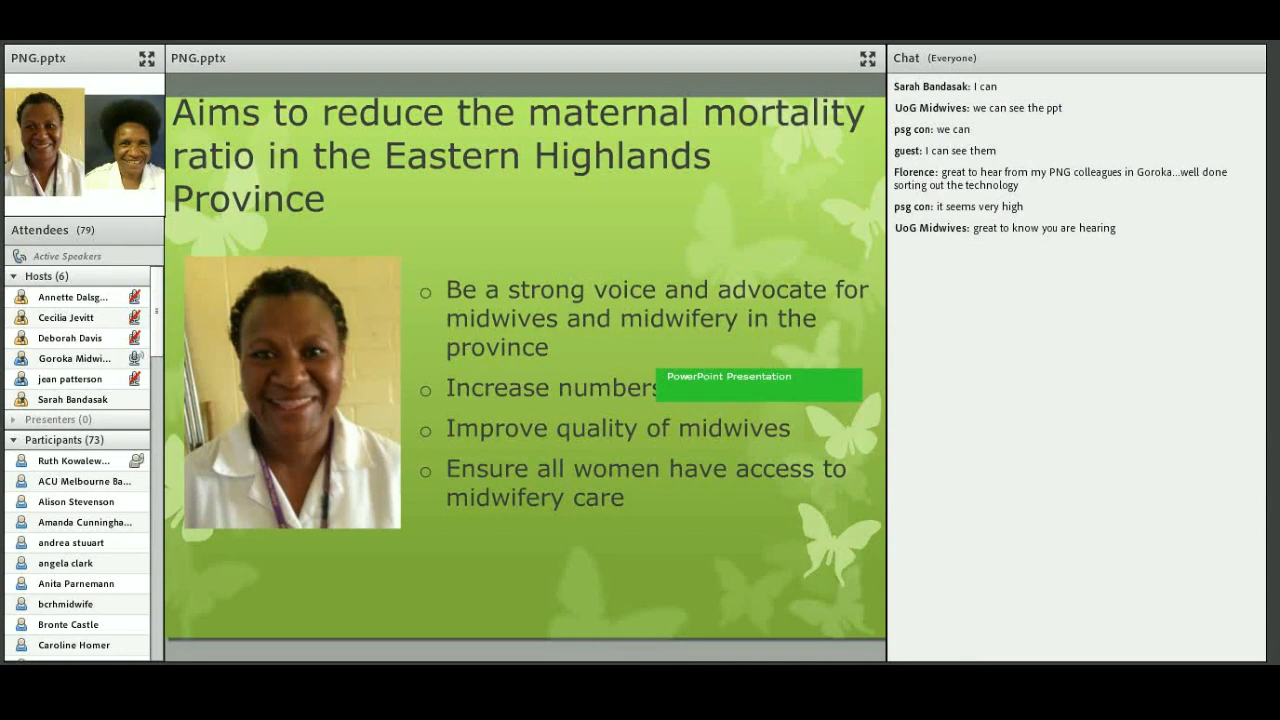 PNG.pptx
Attendees (79)
Active Speakers
Hosts (6)
Annette Dalsg...
Cecilia Jevitt
Deborah Davis
Goroka Midwi...
jean patterson
Sarah Bandasak
Presenters (0)
Participants (73)
Ruth Kowalew...
ACU Melbourne Ba...
Alison Stevenson
Amanda Cunningha...
andrea stuuart
angela clark
Anita Parnemann
bcrhmidwife
Bronte Castle
Caroline Homer
PNG.pptx
Aims to reduce the maternal mortality
ratio in the Eastern Highlands
Province
Be a strong voice and advocate for
midwives and midwifery in the
province
Increase numbers
PowerPoint Presentation
Improve quality of midwives
Ensure all women have access to
midwifery care
Chat (Everyone)
Sarah Bandasak: I can
UoG Midwives: we can see the ppt
psg con: we can
guest: I can see them
Florence: great to hear from my PNG colleagues in Goroka...well done
sorting out the technology
psg con: it seems very high
UoG Midwives: great to know you are hearing